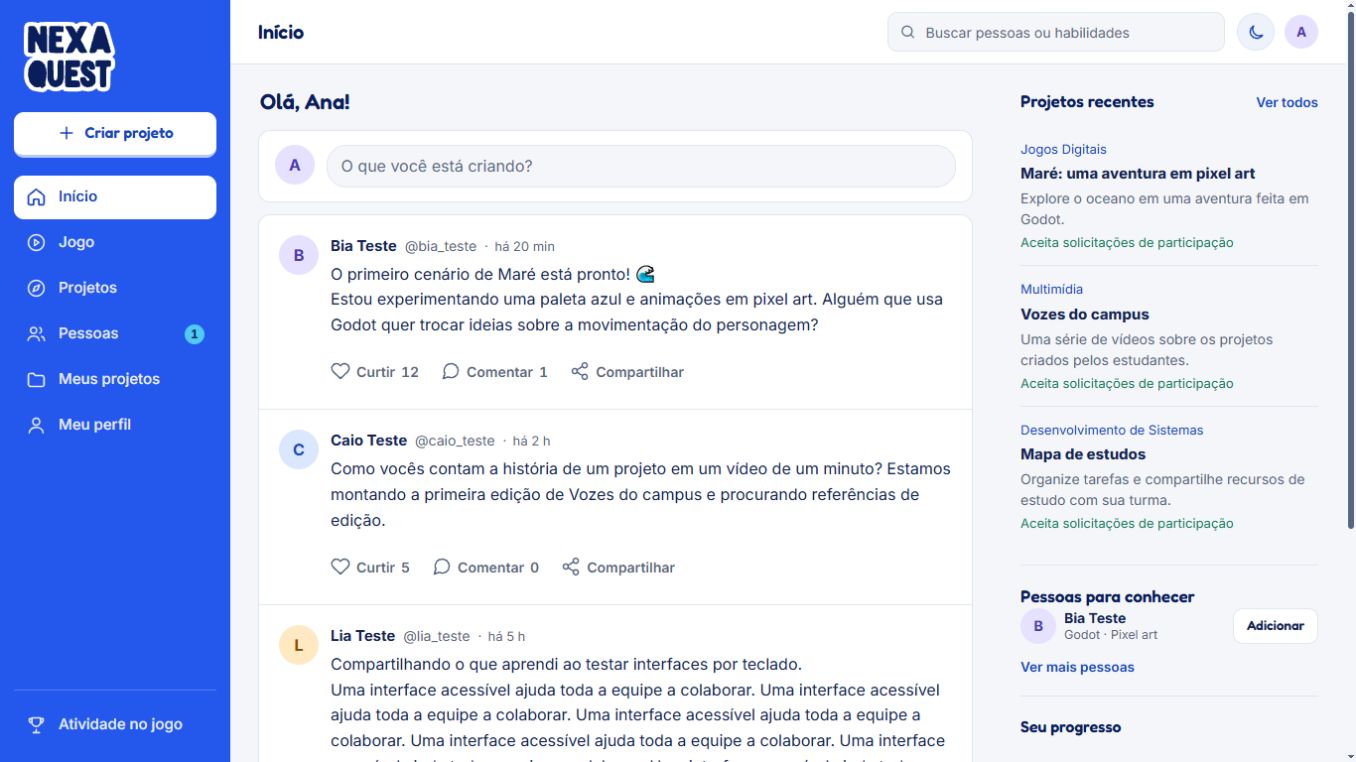 NEXA
QUEST
Criar projeto
Início
Jogo
Projetos
Pessoas 1
Meus projetos
Meu perfil
Atividade no jogo
Início
Buscar pessoas ou habilidades
A
Olá, Ana!
A
O que você está criando?
B
Bia Teste @bia_teste · há 20 min
O primeiro cenário de Maré está pronto! 🌊
Estou experimentando uma paleta azul e animações em pixel art. Alguém que usa
Godot quer trocar ideias sobre a movimentação do personagem?
Curtir 12 Comentar 1 Compartilhar
C
Caio Teste @caio_teste · há 2 h
Como vocês contam a história de um projeto em um vídeo de um minuto? Estamos
montando a primeira edição de Vozes do campus e procurando referências de
edição.
Curtir 5 Comentar 0 Compartilhar
L
Lia Teste @lia_teste · há 5 h
Compartilhando o que aprendi ao testar interfaces por teclado.
Uma interface acessível ajuda toda a equipe a colaborar. Uma interface acessível
ajuda toda a equipe a colaborar. Uma interface acessível ajuda toda a equipe a
colaborar. Uma interface acessível ajuda toda a equipe a colaborar. Uma interface
Projetos recentes Ver todos
Jogos Digitais
Maré: uma aventura em pixel art
Explore o oceano em uma aventura feita em
Godot.
Aceita solicitações de participação
Multimídia
Vozes do campus
Uma série de vídeos sobre os projetos
criados pelos estudantes.
Aceita solicitações de participação
Desenvolvimento de Sistemas
Mapa de estudos
Organize tarefas e compartilhe recursos de
estudo com sua turma.
Aceita solicitações de participação
Pessoas para conhecer
B
Bia Teste
Godot · Pixel art
Adicionar
Ver mais pessoas
Seu progresso